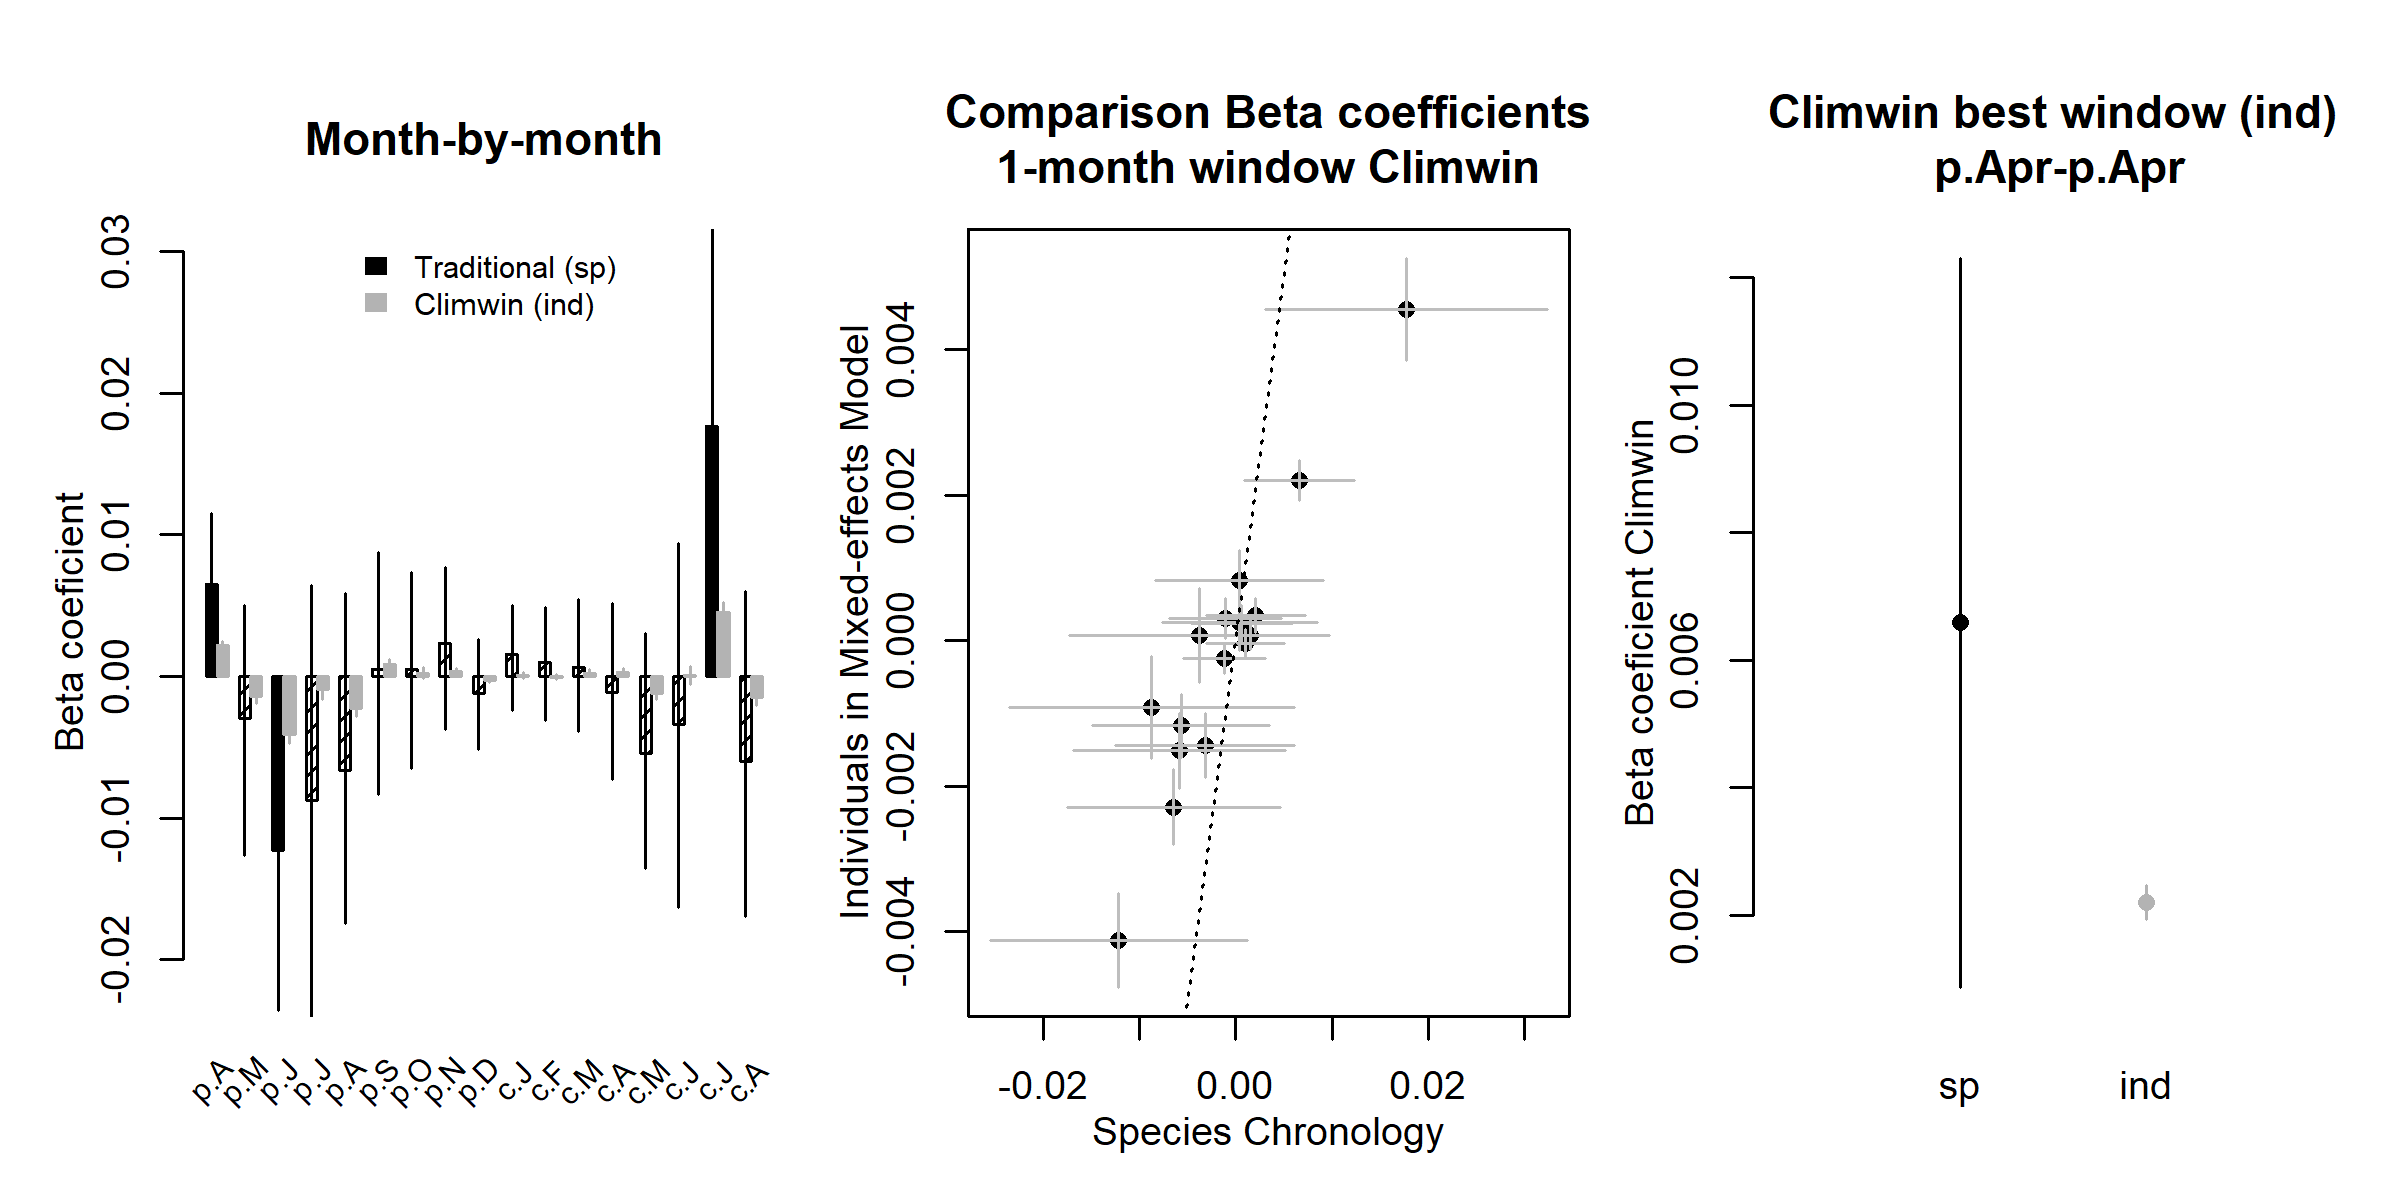 Month-by-month
Beta coeficient
0.03
0.02
0.01
0.00
-0.01
-0.02
Traditional (sp)
Climwin (ind)
p.A
p.M
p.J
p.J
p.A
p.S
p.O
p.N
p.D
c.J
c.F
c.M
c.A
c.M
c.J
c.J
c.A
Comparison Beta coefficients
1-month window Climwin
Individuals in Mixed-effects Model
0.004
0.002
0.000
-0.002
-0.004
-0.02
0.00
0.02
Species Chronology
Climwin best window (ind)
p.Apr-p.Apr
Beta coeficient Climwin
0.010
0.006
0.002
sp
ind